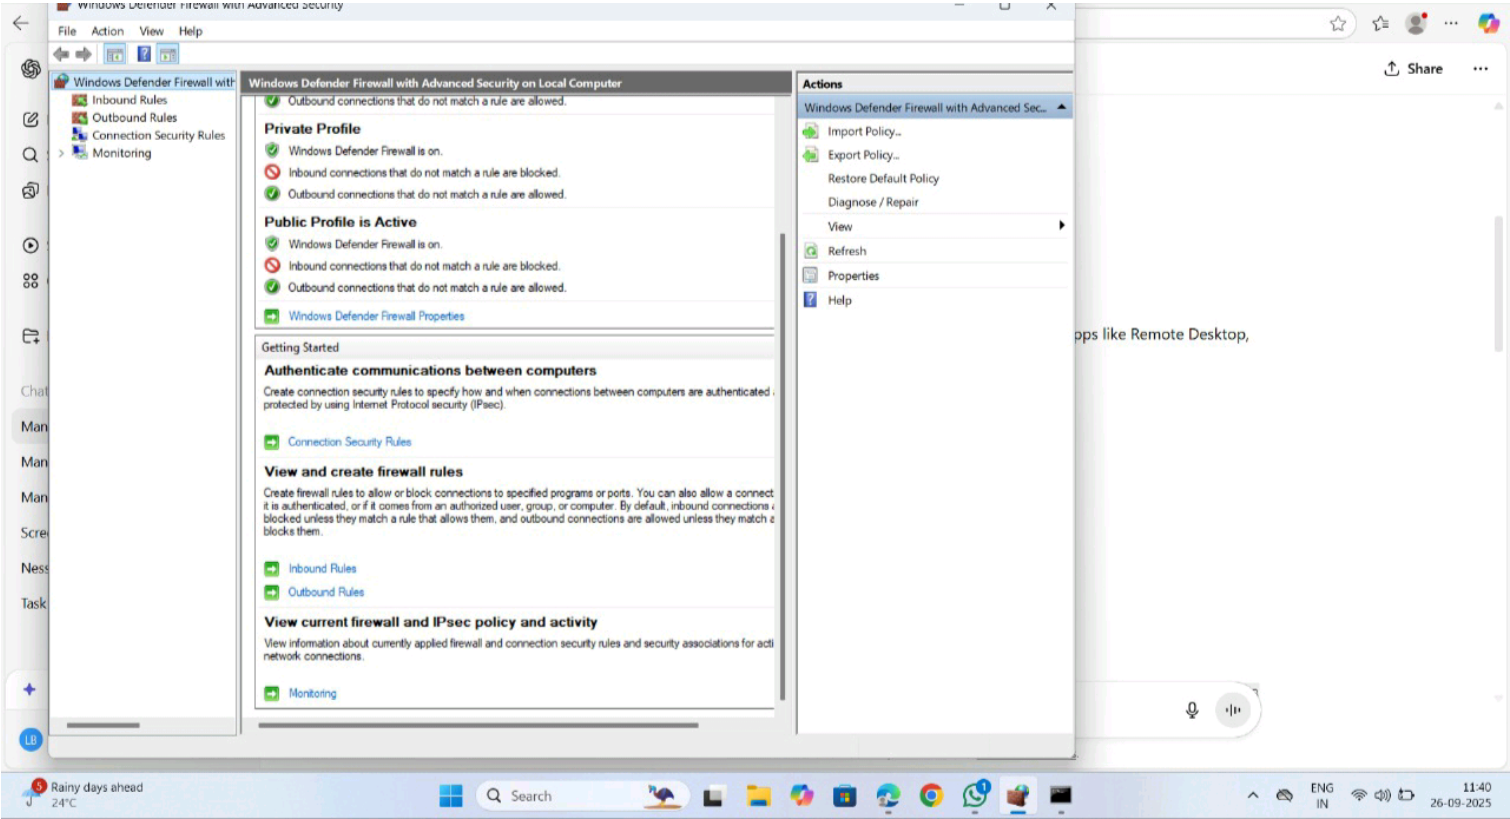 Windows Defender Firewall with Advanced Security
File Action View Help
Windows Defender Firewall with
Inbound Rules
Outbound Rules
Connection Security Rules
Monitoring
Windows Defender Firewall with Advanced Security on Local Computer
Outbound connections that do not match a rule are allowed.
Private Profile
Windows Defender Firewall is on.
Inbound connections that do not match a rule are blocked.
Outbound connections that do not match a rule are allowed.
Public Profile is Active
Windows Defender Firewall is on.
Inbound connections that do not match a rule are blocked.
Outbound connections that do not match a rule are allowed.
Windows Defender Firewall Properties
Getting Started
Authenticate communications between computers
Create connection security rules to specify how and when connections between computers are authenticated
protected by using Internet Protocol security (IPsec).
Connection Security Rules
View and create firewall rules
Create firewall rules to allow or block connections to specified programs or ports. You can also allow a connect
it is authenticated, or if it comes from an authorized user, group, or computer. By default, inbound connections
blocked unless they match a rule that allows them, and outbound connections are allowed unless they match a
blocks them.
Inbound Rules
Outbound Rules
View current firewall and IPsec policy and activity
View information about currently applied firewall and connection security rules and security associations for acti
network connections.
Monitoring
Actions
Windows Defender Firewall with Advanced Sec...
Import Policy...
Export Policy...
Restore Default Policy
Diagnose / Repair
View
Refresh
Properties
Help
Share
pps like Remote Desktop,
Chat
Man
Man
Man
Scre
Ness
Task
LB
5
Rainy days ahead
24°C
Search
1
ENG
IN
11:40
26-09-2025